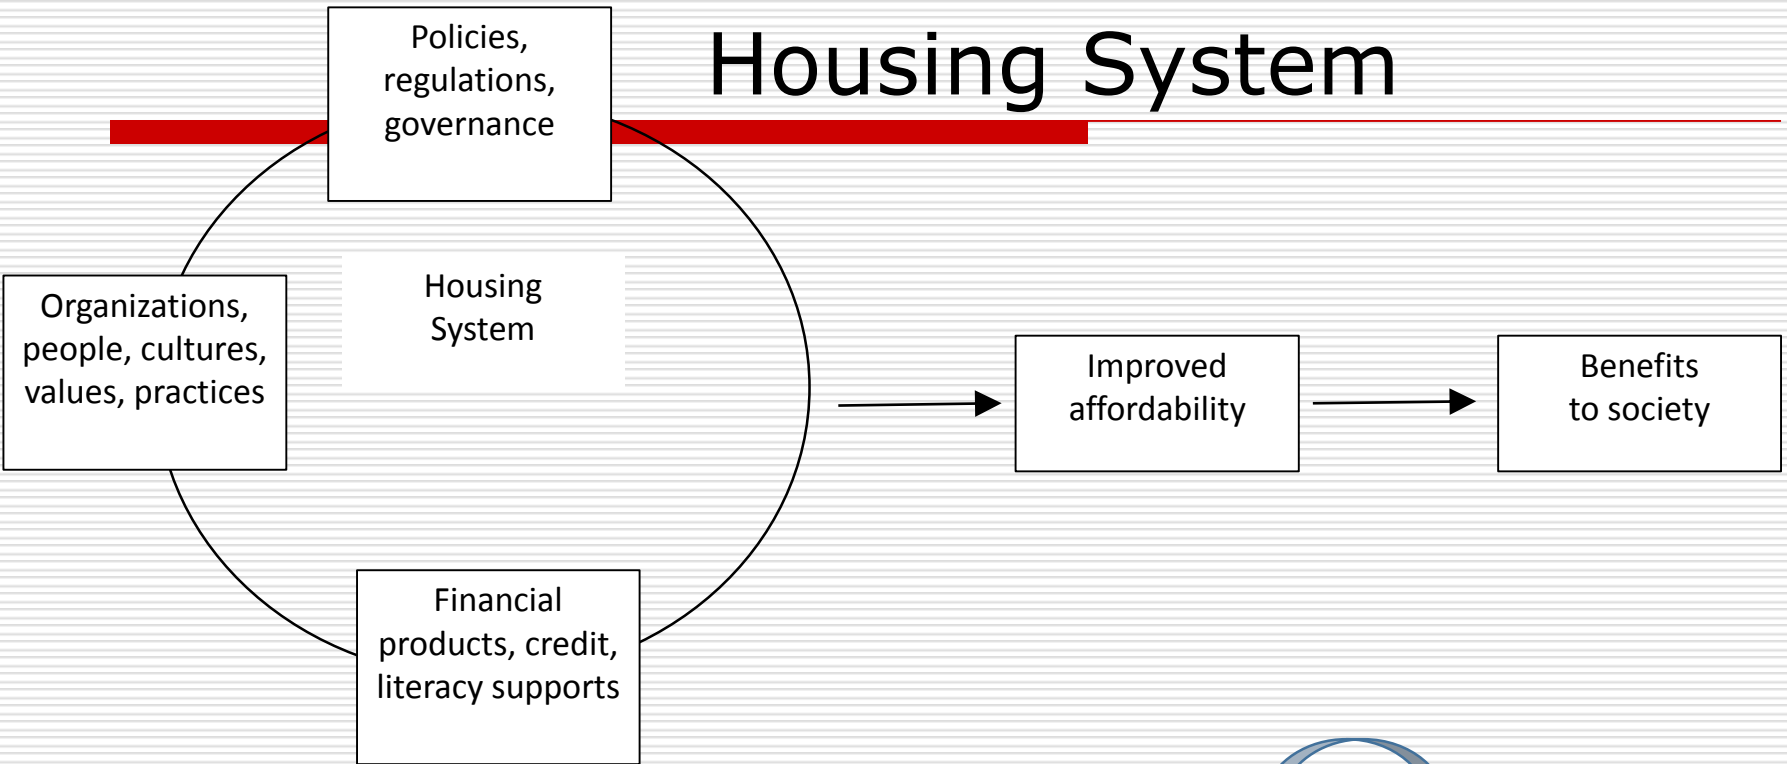 Housing System
Policies,
regulations,
governance
Organizations,
people, cultures,
values, practices
Housing
System
Financial
products, credit,
literacy supports
Improved
affordability
Benefits
to society